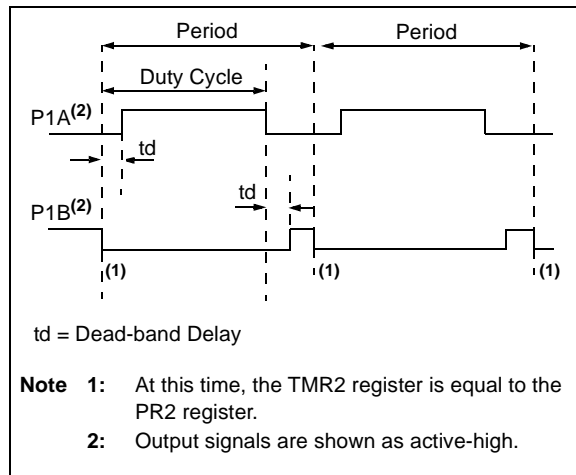 Period Period
Duty Cycle
P1A(2)
td
td
P1B(2)
(1) (1) (1)
td = Dead-band Delay
Note 1: At this time, the TMR2 register is equal to the
PR2 register.
2: Output signals are shown as active-high.